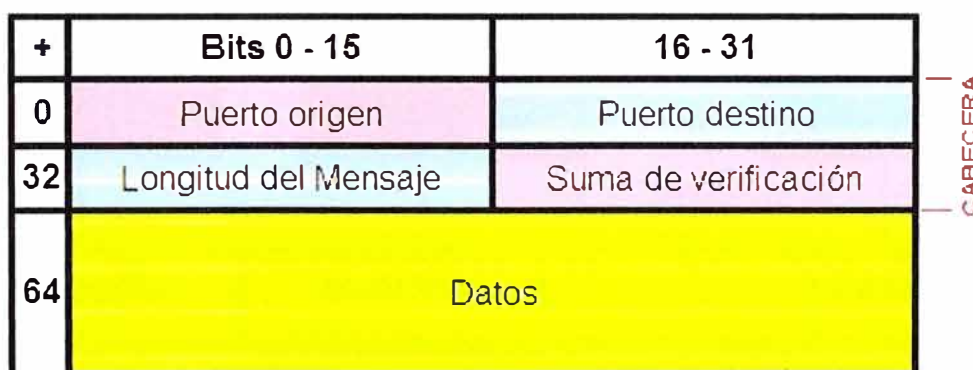 + Bits 0 - 15 16 - 31
0 Puerto origen Puerto destino
32 Longitud del Mensaje Suma de verificación
64 Datos
CABECERA